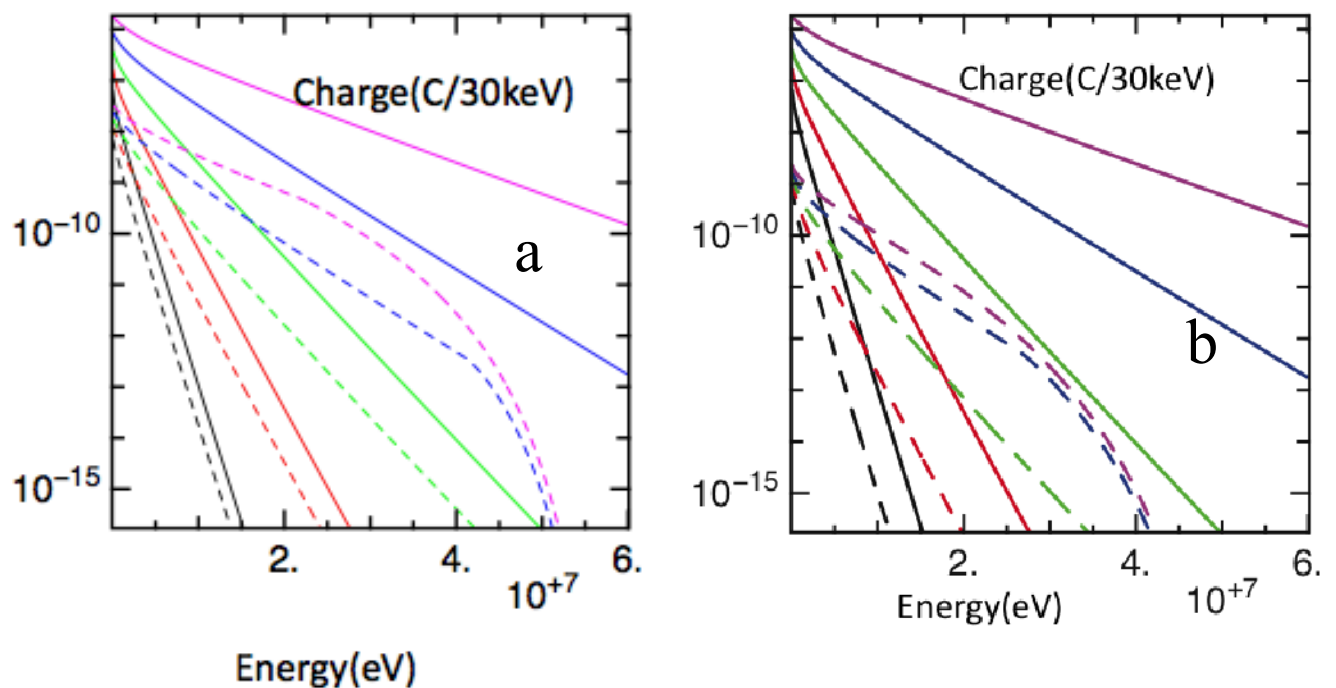 Charge(C/30keV)
a
10⁻¹⁰
10⁻¹⁵
2. 4. 6.
10⁺⁷
Energy(eV)
Charge(C/30keV)
b
10⁻¹⁰
10⁻¹⁵
2. 4. 6.
10⁺⁷
Energy(eV)